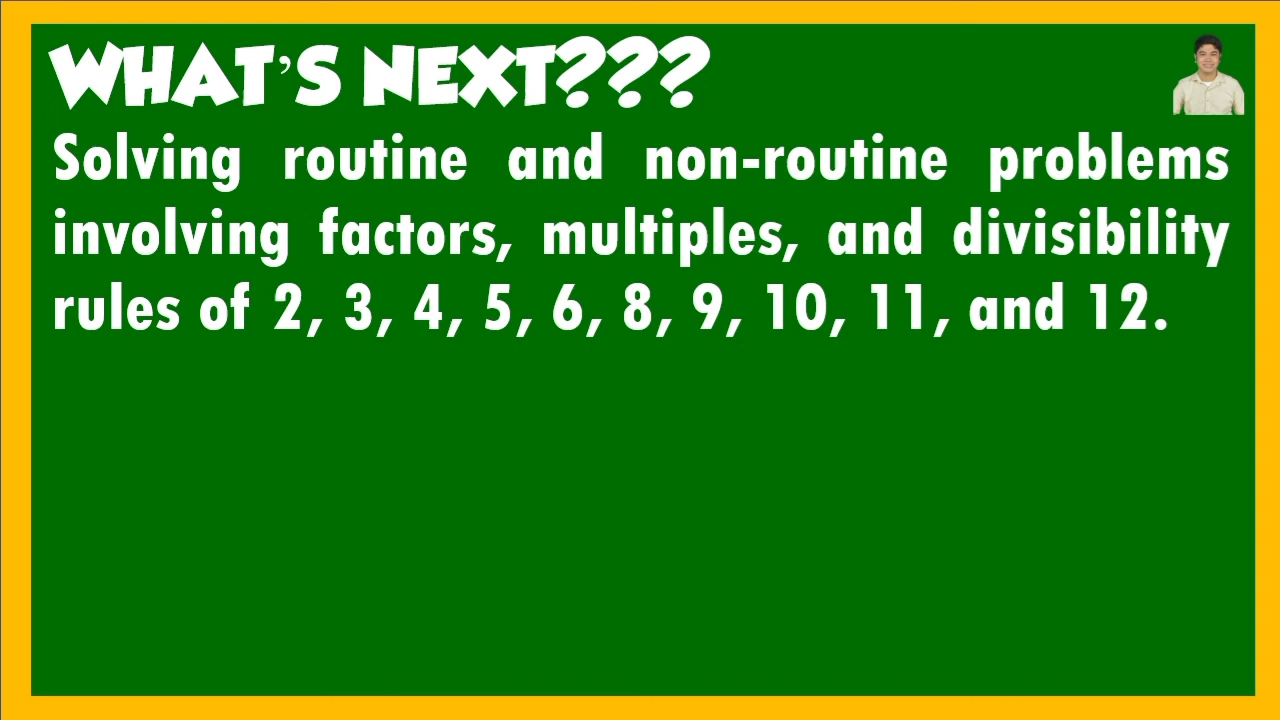 WHAT'S NEXT???
Solving routine and non-routine problems
involving factors, multiples, and divisibility
rules of 2, 3, 4, 5, 6, 8, 9, 10, 11, and 12.